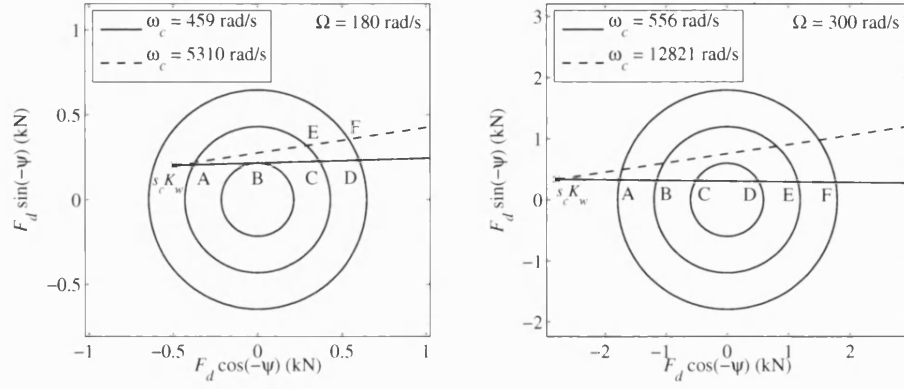 ω_c = 459 rad/s
ω_c = 5310 rad/s
Ω = 180 rad/s
1
0.5
0
-0.5
F_d sin(-ψ) (kN)
s_c K_w
A
B
C
D
E
F
-1
-0.5
0
0.5
1
F_d cos(-ψ) (kN)
ω_c = 556 rad/s
ω_c = 12821 rad/s
Ω = 300 rad/s
3
2
1
0
-1
-2
F_d sin(-ψ) (kN)
s_c K_w
A
B
C
D
E
F
-2
-1
0
1
2
F_d cos(-ψ) (kN)